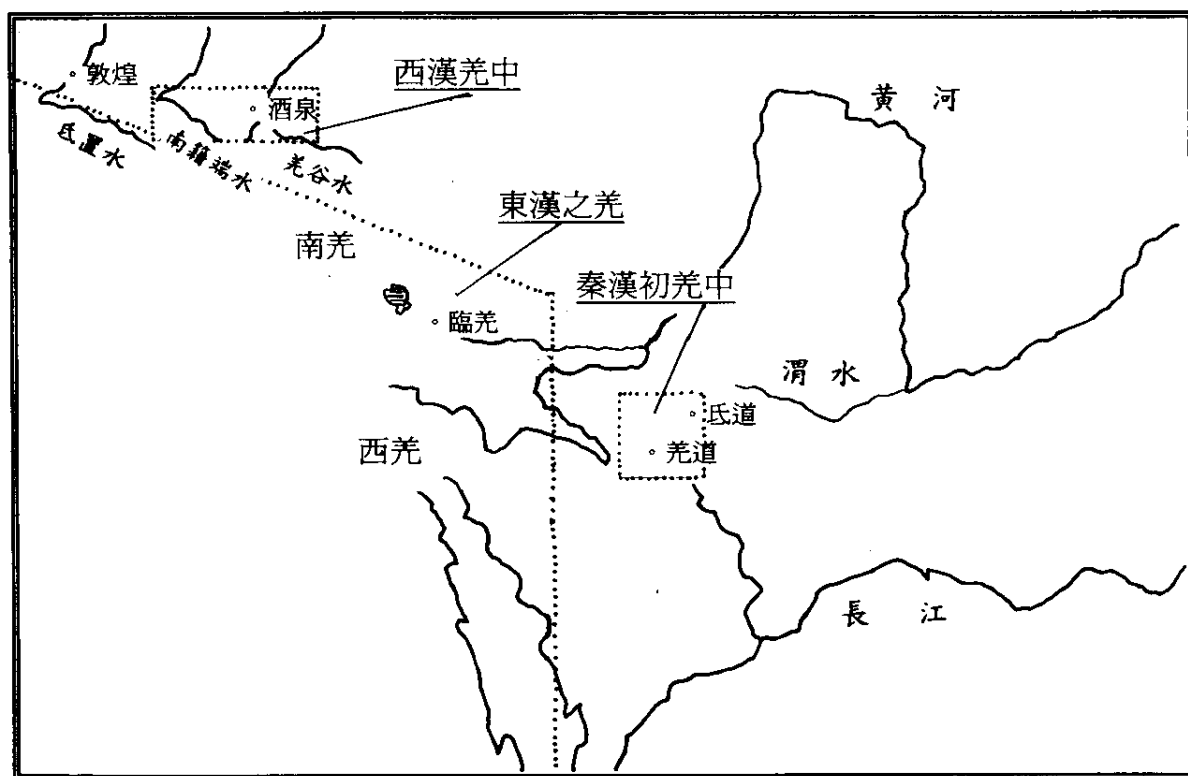 西漢羌中
敦煌
酒泉
黃河
氐置水
南籍端水
羌谷水
東漢之羌
南羌
秦漢初羌中
臨羌
渭水
氐道
羌道
西羌
長江